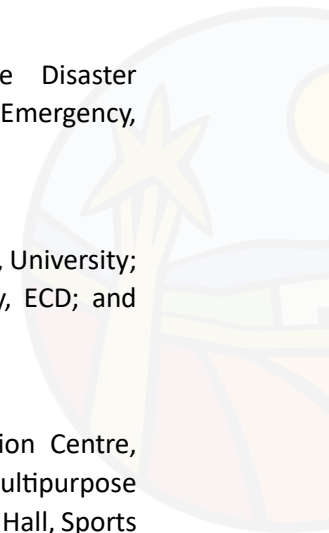 e Disaster
Emergency,
, University;
y, ECD; and
ion Centre,
ultipurpose
Hall, Sports